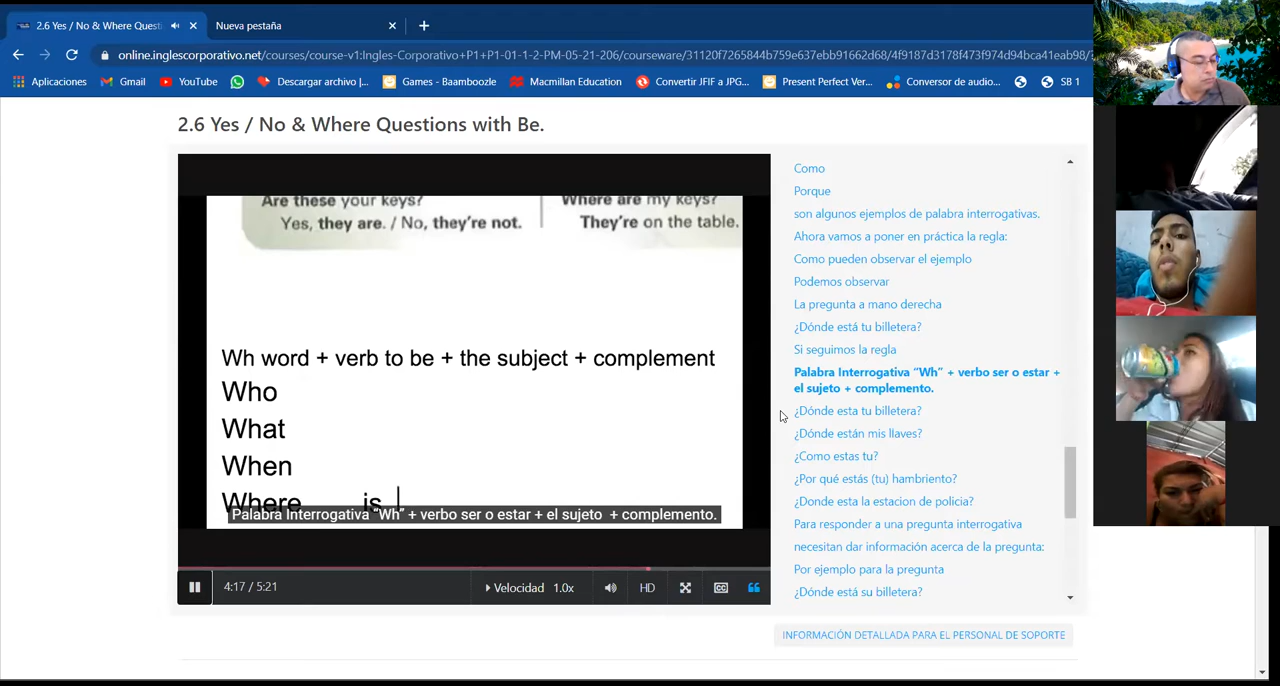 2.6 Yes / No & Where Questi
Nueva pestaña
online.inglescorporativo.net/courses/course-v1:Ingles-Corporativo+P1+P1-01-1-2-PM-05-21-206/courseware/31120f7265844b759e637ebb91662d68/4f9187d3178f473f974d94bca41eab98/
Aplicaciones
Gmail
YouTube
Descargar archivo |...
Games - Baamboozle
Macmillan Education
Convertir JFIF a JPG...
Present Perfect Ver...
Conversor de audio...
SB 1
2.6 Yes / No & Where Questions with Be.
Are these your keys?
Where are my keys?
Yes, they are. / No, they're not.
They're on the table.
Wh word + verb to be + the subject + complement
Who
What
When
Where is
Palabra Interrogativa “Wh” + verbo ser o estar + el sujeto + complemento.
4:17 / 5:21
Velocidad 1.0x
HD
CC
Como
Porque
son algunos ejemplos de palabra interrogativas.
Ahora vamos a poner en práctica la regla:
Como pueden observar el ejemplo
Podemos observar
La pregunta a mano derecha
¿Dónde está tu billetera?
Si seguimos la regla
Palabra Interrogativa “Wh” + verbo ser o estar +
el sujeto + complemento.
¿Dónde esta tu billetera?
¿Dónde están mis llaves?
¿Como estas tu?
¿Por qué estás (tu) hambriento?
¿Donde esta la estacion de policia?
Para responder a una pregunta interrogativa
necesitan dar información acerca de la pregunta:
Por ejemplo para la pregunta
¿Dónde está su billetera?
INFORMACIÓN DETALLADA PARA EL PERSONAL DE SOPORTE